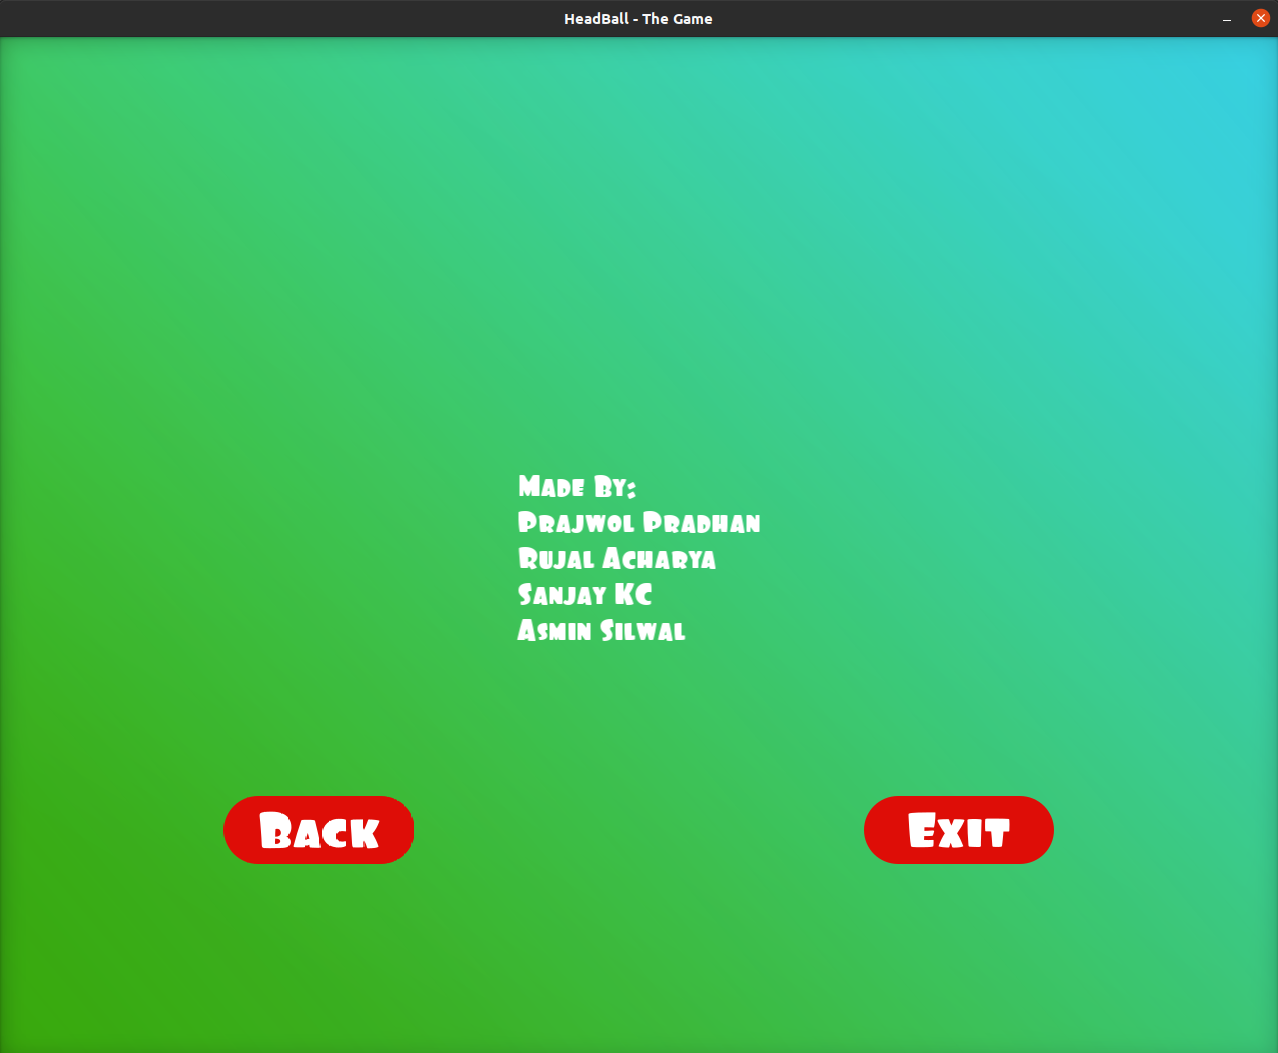 HeadBall - The Game
Made By:
Prajwol Pradhan
Rujal Acharya
Sanjay KC
Asmin Silwal
Back
Exit